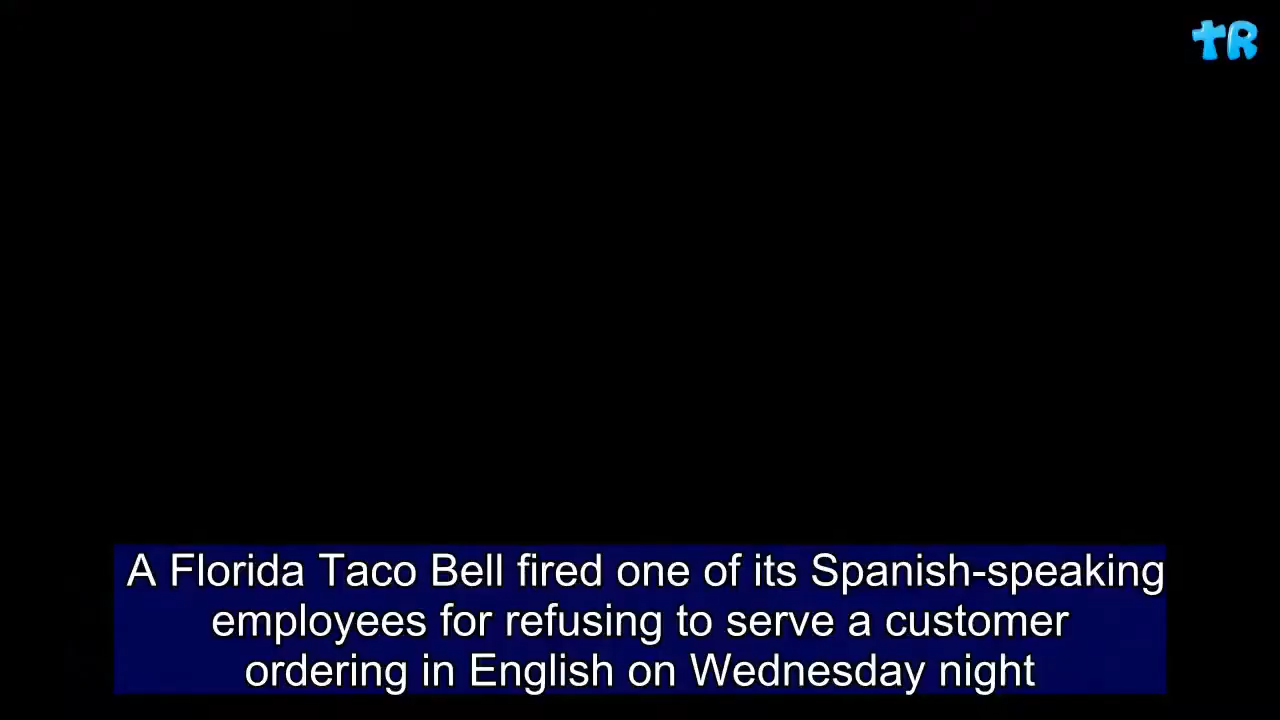 TR
A Florida Taco Bell fired one of its Spanish-speaking
employees for refusing to serve a customer
ordering in English on Wednesday night